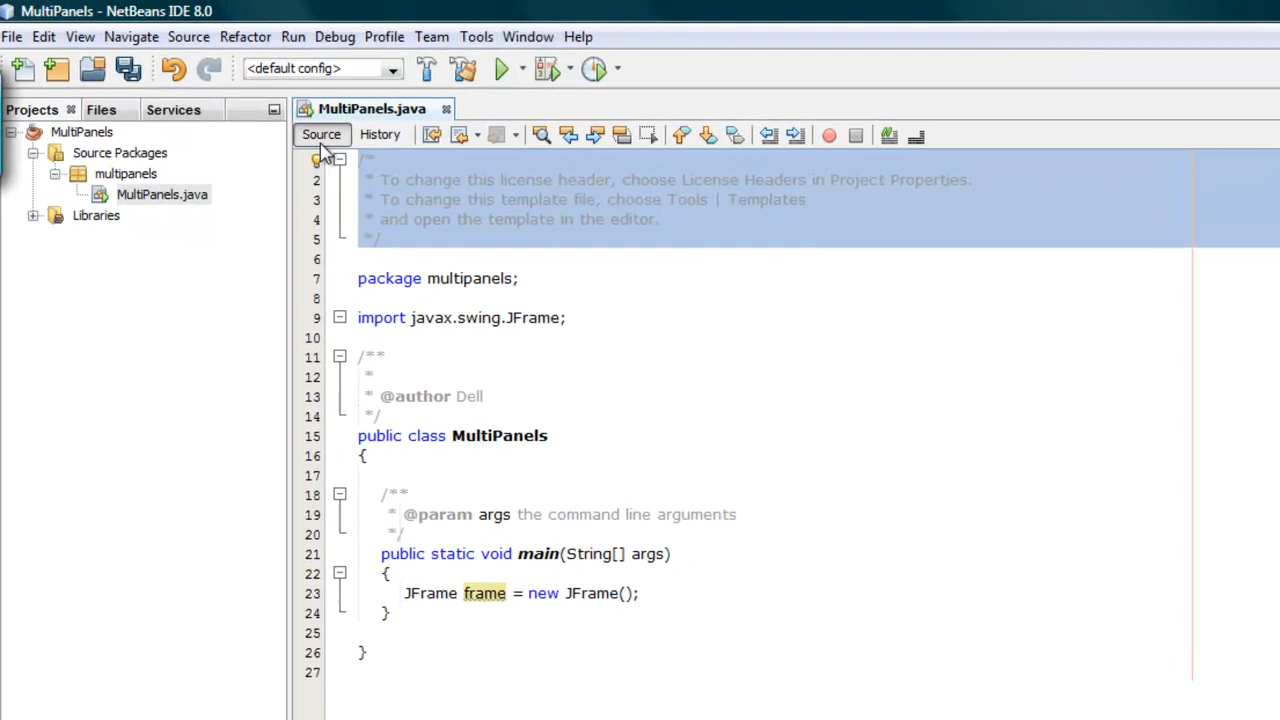 MultiPanels - NetBeans IDE 8.0
File Edit View Navigate Source Refactor Run Debug Profile Team Tools Window Help
<default config>
Projects Files Services
MultiPanels.java
Source History
MultiPanels
Source Packages
multipanels
MultiPanels.java
Libraries
/*
2 * To change this license header, choose License Headers in Project Properties.
3 * To change this template file, choose Tools | Templates
4 * and open the template in the editor.
5 */
6
7 package multipanels;
8
9 import javax.swing.JFrame;
10
11 /**
12 *
13 * @author Dell
14 */
15 public class MultiPanels
16 {
17
18 /**
19 * @param args the command line arguments
20 */
21 public static void main(String[] args)
22 {
23 JFrame frame = new JFrame();
24 }
25
26 }
27